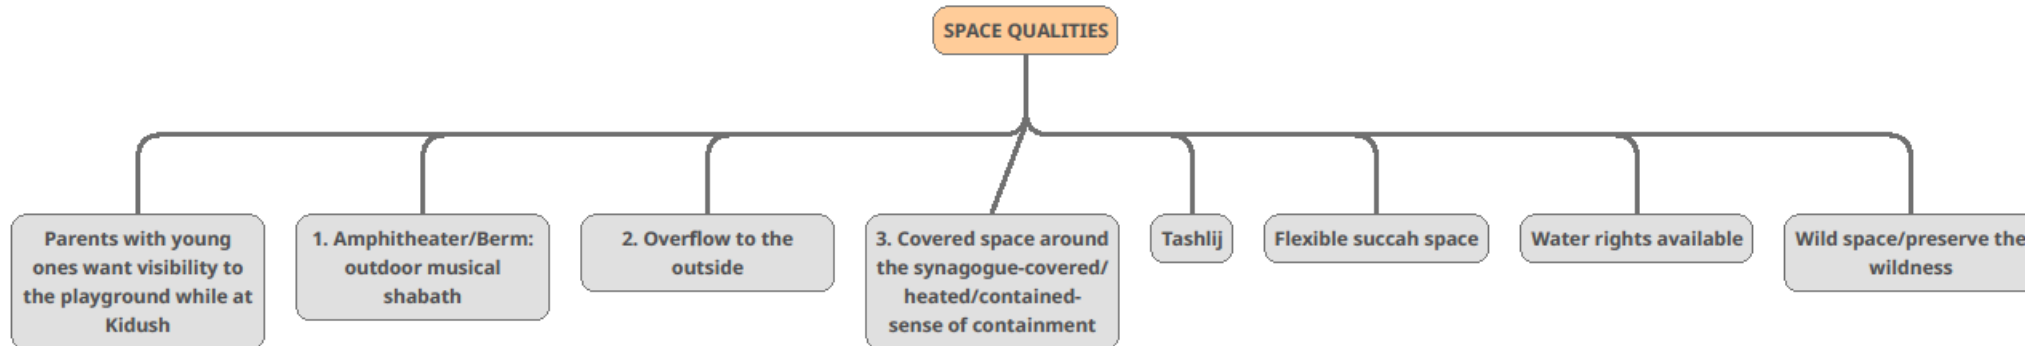 SPACE QUALITIES
Parents with young
ones want visibility to
the playground while at
Kidush
1. Amphitheater/Berm:
outdoor musical
shabath
2. Overflow to the
outside
3. Covered space around
the synagogue-covered/
heated/contained-
sense of containment
Tashlij
Flexible succah space
Water rights available
Wild space/preserve the
wildness